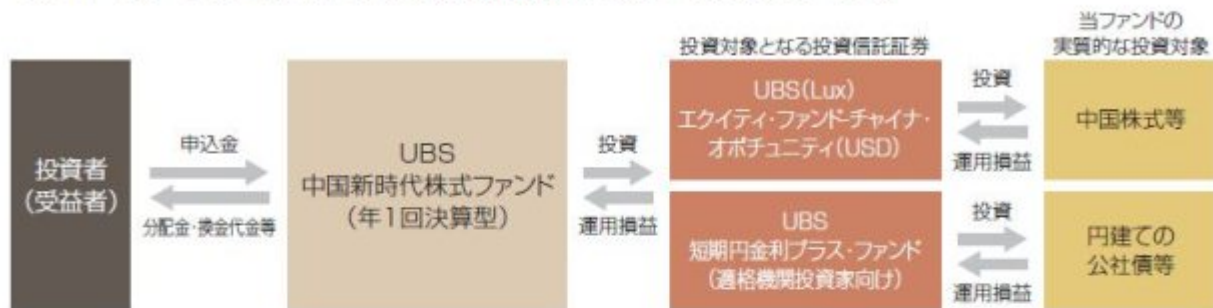 投資者
(受益者)
申込金
分配金・換金代金等
UBS
中国新時代株式ファンド
(年1回決算型)
投資
運用損益
投資対象となる投資信託証券
UBS(Lux)
エクイティ・ファンド-チャイナ・
オポチュニティ(USD)
UBS
短期円金利プラス・ファンド
(適格機関投資家向け)
投資
運用損益
投資
運用損益
当ファンドの
実質的な投資対象
中国株式等
円建ての
公社債等